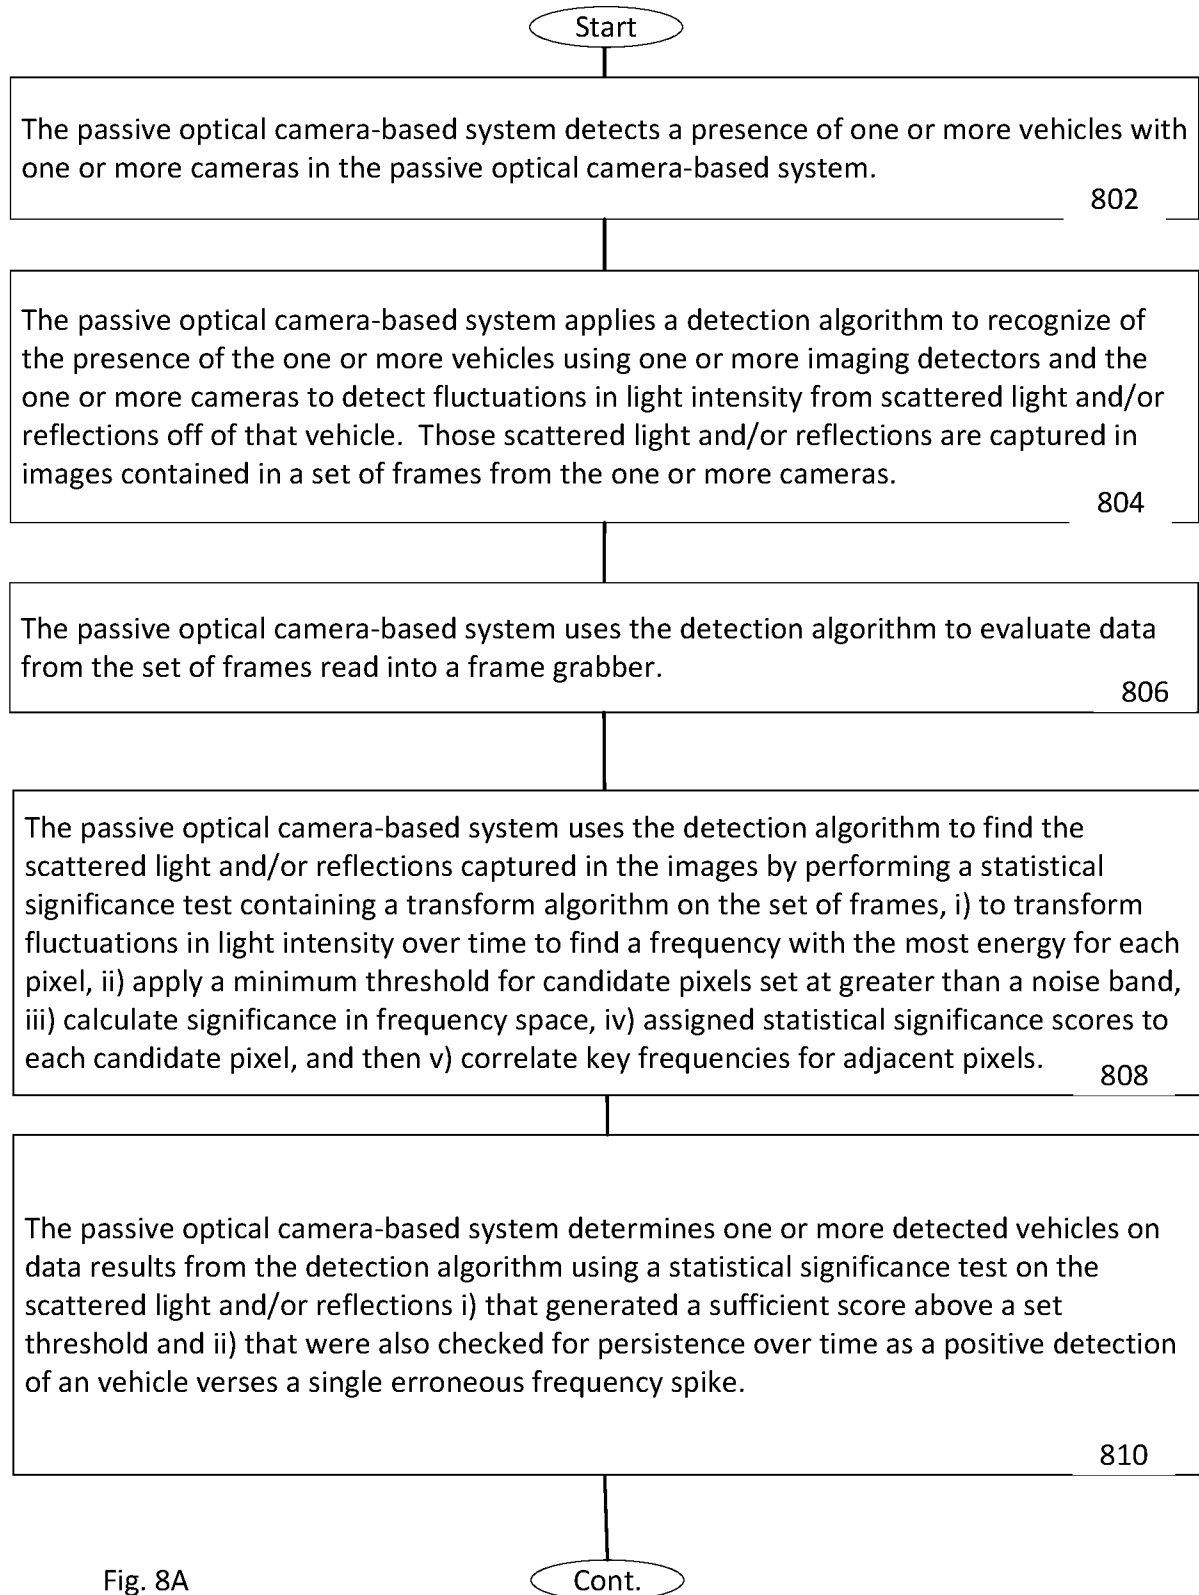 Start
The passive optical camera-based system detects a presence of one or more vehicles with
one or more cameras in the passive optical camera-based system.
802
The passive optical camera-based system applies a detection algorithm to recognize of
the presence of the one or more vehicles using one or more imaging detectors and the
one or more cameras to detect fluctuations in light intensity from scattered light and/or
reflections off of that vehicle. Those scattered light and/or reflections are captured in
images contained in a set of frames from the one or more cameras.
804
The passive optical camera-based system uses the detection algorithm to evaluate data
from the set of frames read into a frame grabber.
806
The passive optical camera-based system uses the detection algorithm to find the
scattered light and/or reflections captured in the images by performing a statistical
significance test containing a transform algorithm on the set of frames, i) to transform
fluctuations in light intensity over time to find a frequency with the most energy for each
pixel, ii) apply a minimum threshold for candidate pixels set at greater than a noise band,
iii) calculate significance in frequency space, iv) assigned statistical significance scores to
each candidate pixel, and then v) correlate key frequencies for adjacent pixels.
808
The passive optical camera-based system determines one or more detected vehicles on
data results from the detection algorithm using a statistical significance test on the
scattered light and/or reflections i) that generated a sufficient score above a set
threshold and ii) that were also checked for persistence over time as a positive detection
of an vehicle verses a single erroneous frequency spike.
810
Fig. 8A
Cont.